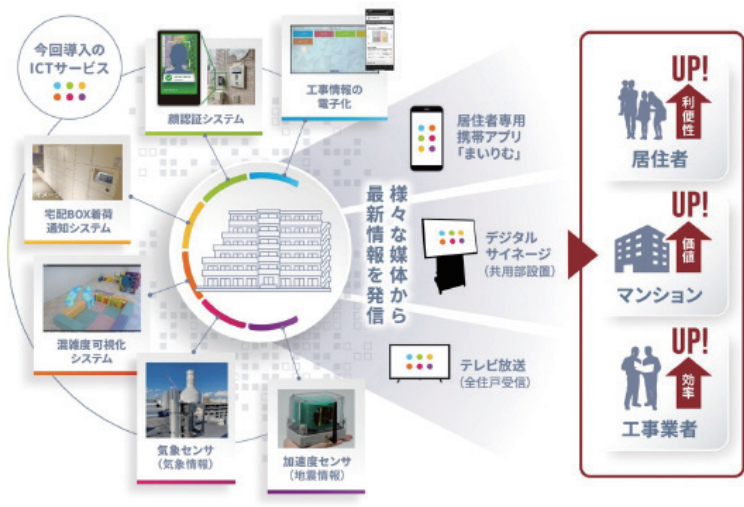 今回導入の
ICTサービス
顔認証システム
工事情報の
電子化
宅配BOX着荷
通知システム
混雑度可視化
システム
気象センサ
(気象情報)
加速度センサ
(地震情報)
様々な媒体から
最新情報を発信
居住者専用
携帯アプリ
「まいりむ」
デジタル
サイネージ
(共用部設置)
テレビ放送
(全住戸受信)
UP!
利便性
居住者
UP!
価値
マンション
UP!
効率
工事業者